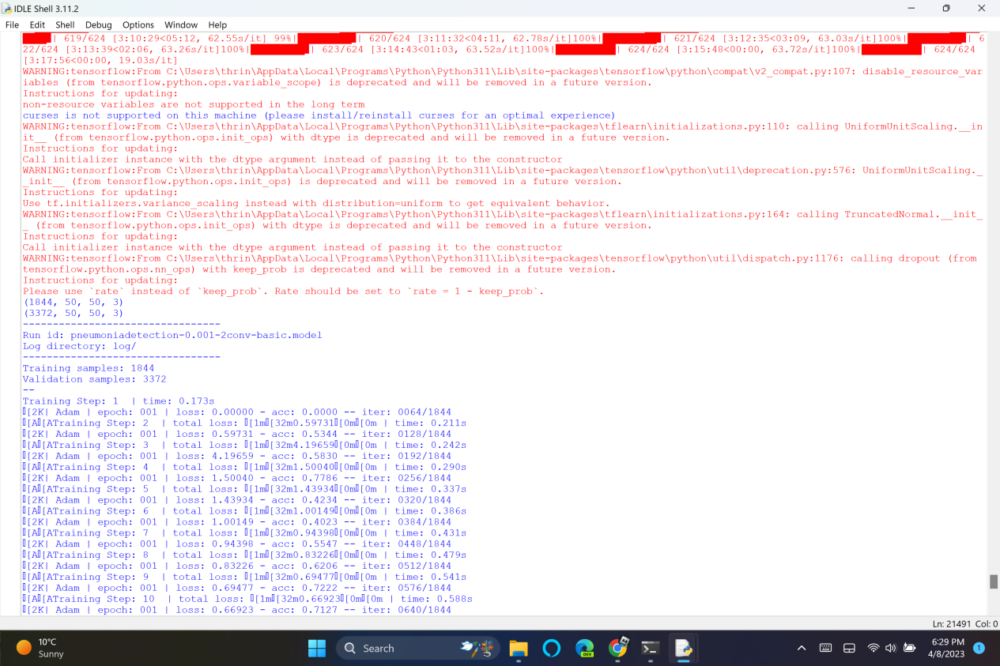 IDLE Shell 3.11.2
File Edit Shell Debug Options Window Help
| 619/624 [3:10:29<05:12, 62.55s/it] 99%| | 620/624 [3:11:32<04:11, 62.78s/it]100%| | 621/624 [3:12:35<03:09, 63.03s/it]100%| | 6
22/624 [3:13:39<02:06, 63.26s/it]100%| | 623/624 [3:14:43<01:03, 63.52s/it]100%| | 624/624 [3:15:48<00:00, 63.72s/it]100%| | 624/624
[3:17:56<00:00, 19.03s/it]
WARNING:tensorflow:From C:\Users\thrin\AppData\Local\Programs\Python\Python311\Lib\site-packages\tensorflow\python\compat\v2_compat.py:107: disable_resource_var
iables (from tensorflow.python.ops.variable_scope) is deprecated and will be removed in a future version.
Instructions for updating:
non-resource variables are not supported in the long term
curses is not supported on this machine (please install/reinstall curses for an optimal experience)
WARNING:tensorflow:From C:\Users\thrin\AppData\Local\Programs\Python\Python311\Lib\site-packages\tflearn\initializations.py:110: calling UniformUnitScaling.__in
it__ (from tensorflow.python.ops.init_ops) with dtype is deprecated and will be removed in a future version.
Instructions for updating:
Call initializer instance with the dtype argument instead of passing it to the constructor
WARNING:tensorflow:From C:\Users\thrin\AppData\Local\Programs\Python\Python311\Lib\site-packages\tensorflow\python\util\deprecation.py:576: UniformUnitScaling._
_init__ (from tensorflow.python.ops.init_ops) is deprecated and will be removed in a future version.
Instructions for updating:
Use tf.initializers.variance_scaling instead with distribution=uniform to get equivalent behavior.
WARNING:tensorflow:From C:\Users\thrin\AppData\Local\Programs\Python\Python311\Lib\site-packages\tflearn\initializations.py:164: calling TruncatedNormal.__init_
_ (from tensorflow.python.ops.init_ops) with dtype is deprecated and will be removed in a future version.
Instructions for updating:
Call initializer instance with the dtype argument instead of passing it to the constructor
WARNING:tensorflow:From C:\Users\thrin\AppData\Local\Programs\Python\Python311\Lib\site-packages\tensorflow\python\util\dispatch.py:1176: calling dropout (from
tensorflow.python.ops.nn_ops) with keep_prob is deprecated and will be removed in a future version.
Instructions for updating:
Please use `rate` instead of `keep_prob`. Rate should be set to `rate = 1 - keep_prob`.
(1844, 50, 50, 3)
(3372, 50, 50, 3)
---------------------------------
Run id: pneumoniadetection-0.001-2conv-basic.model
Log directory: log/
---------------------------------
Training samples: 1844
Validation samples: 3372
--
Training Step: 1 | time: 0.173s
[2K| Adam | epoch: 001 | loss: 0.00000 - acc: 0.0000 -- iter: 0064/1844
[A[ATraining Step: 2 | total loss: [1m[32m0.59731[0m[0m | time: 0.211s
[2K| Adam | epoch: 001 | loss: 0.59731 - acc: 0.5344 -- iter: 0128/1844
[A[ATraining Step: 3 | total loss: [1m[32m4.19659[0m[0m | time: 0.242s
[2K| Adam | epoch: 001 | loss: 4.19659 - acc: 0.5830 -- iter: 0192/1844
[A[ATraining Step: 4 | total loss: [1m[32m1.50040[0m[0m | time: 0.290s
[2K| Adam | epoch: 001 | loss: 1.50040 - acc: 0.7786 -- iter: 0256/1844
[A[ATraining Step: 5 | total loss: [1m[32m1.43934[0m[0m | time: 0.337s
[2K| Adam | epoch: 001 | loss: 1.43934 - acc: 0.4234 -- iter: 0320/1844
[A[ATraining Step: 6 | total loss: [1m[32m1.00149[0m[0m | time: 0.386s
[2K| Adam | epoch: 001 | loss: 1.00149 - acc: 0.4023 -- iter: 0384/1844
[A[ATraining Step: 7 | total loss: [1m[32m0.94398[0m[0m | time: 0.431s
[2K| Adam | epoch: 001 | loss: 0.94398 - acc: 0.5547 -- iter: 0448/1844
[A[ATraining Step: 8 | total loss: [1m[32m0.83226[0m[0m | time: 0.479s
[2K| Adam | epoch: 001 | loss: 0.83226 - acc: 0.6206 -- iter: 0512/1844
[A[ATraining Step: 9 | total loss: [1m[32m0.69477[0m[0m | time: 0.541s
[2K| Adam | epoch: 001 | loss: 0.69477 - acc: 0.7222 -- iter: 0576/1844
[A[ATraining Step: 10 | total loss: [1m[32m0.66923[0m[0m | time: 0.588s
[2K| Adam | epoch: 001 | loss: 0.66923 - acc: 0.7127 -- iter: 0640/1844
Ln: 21491 Col: 0
10°C
Sunny
Search
DEV
6:29 PM
4/8/2023
1